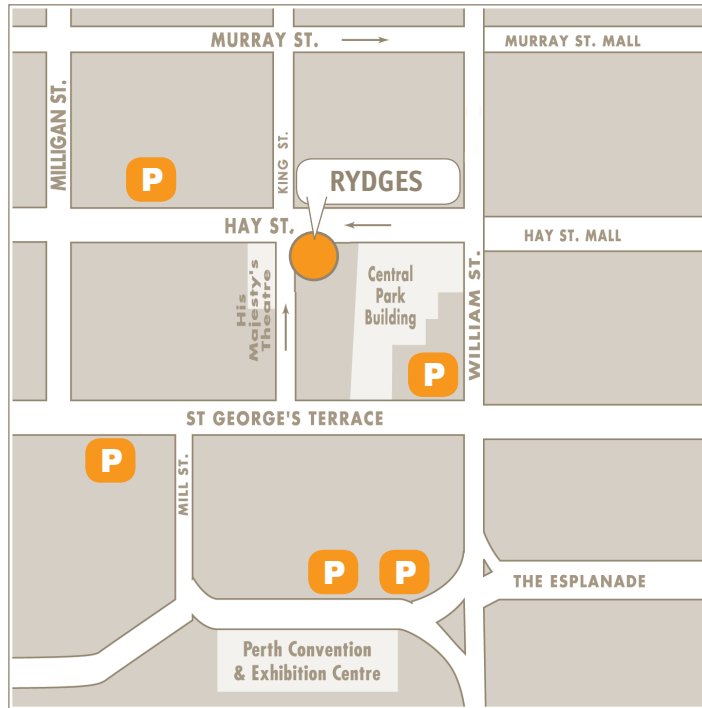 MURRAY ST.
MURRAY ST. MALL
MILLIGAN ST.
KING ST.
P
RYDGES
HAY ST.
HAY ST. MALL
His
Majesty's
Theatre
Central
Park
Building
WILLIAM ST.
P
ST GEORGE'S TERRACE
P
MILL ST.
P
P
THE ESPLANADE
Perth Convention
& Exhibition Centre